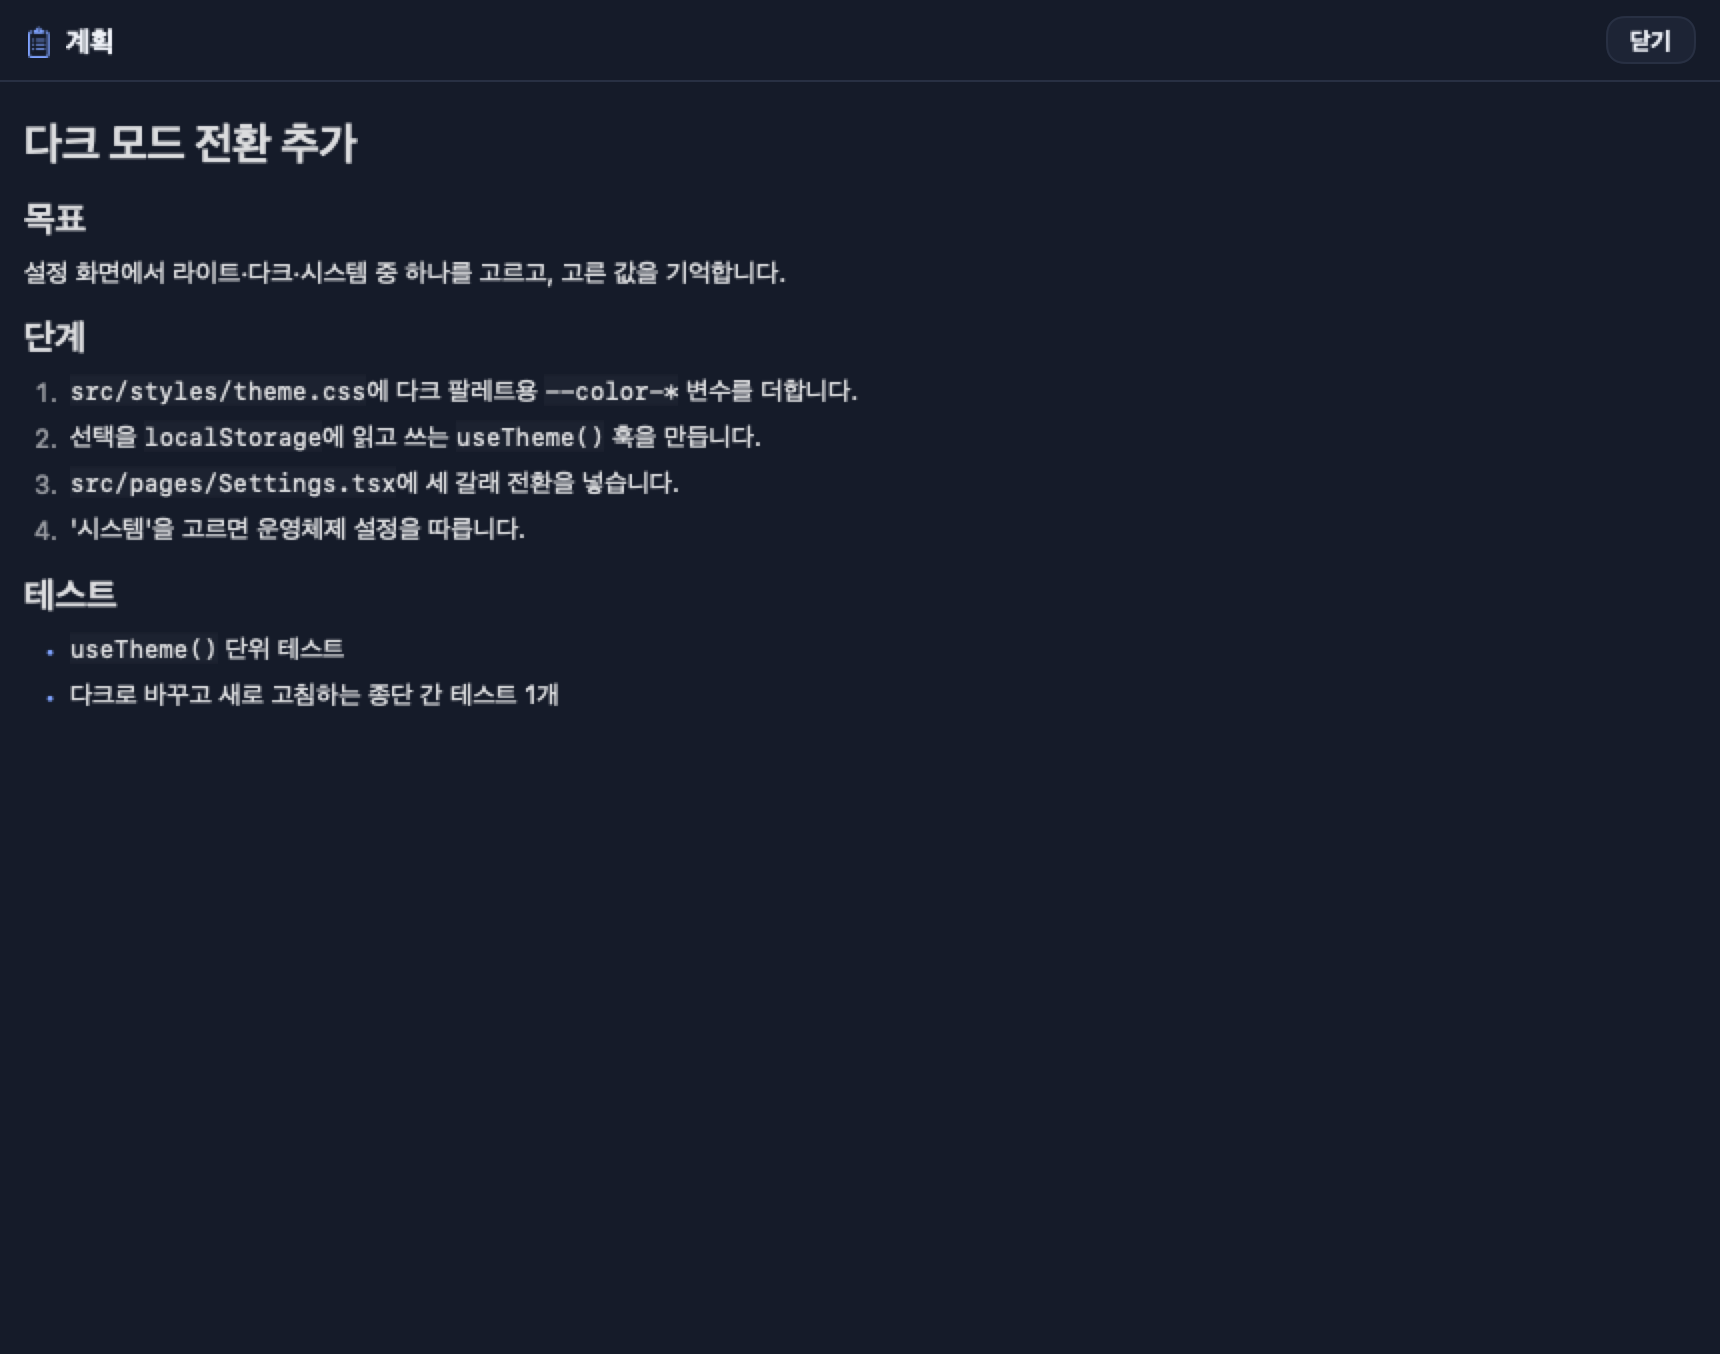 계획
닫기
다크 모드 전환 추가
목표
설정 화면에서 라이트·다크·시스템 중 하나를 고르고, 고른 값을 기억합니다.
단계
1. src/styles/theme.css에 다크 팔레트용 --color-* 변수를 더합니다.
2. 선택을 localStorage에 읽고 쓰는 useTheme() 훅을 만듭니다.
3. src/pages/Settings.tsx에 세 갈래 전환을 넣습니다.
4. '시스템'을 고르면 운영체제 설정을 따릅니다.
테스트
• useTheme() 단위 테스트
• 다크로 바꾸고 새로 고침하는 종단 간 테스트 1개